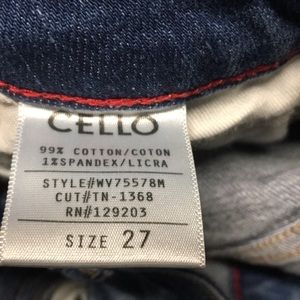 CELLO
99% COTTON/COTON
1%SPANDEX/LICRA
STYLE#WV75578M
CUT#TN-1368
RN#129203
SIZE 27